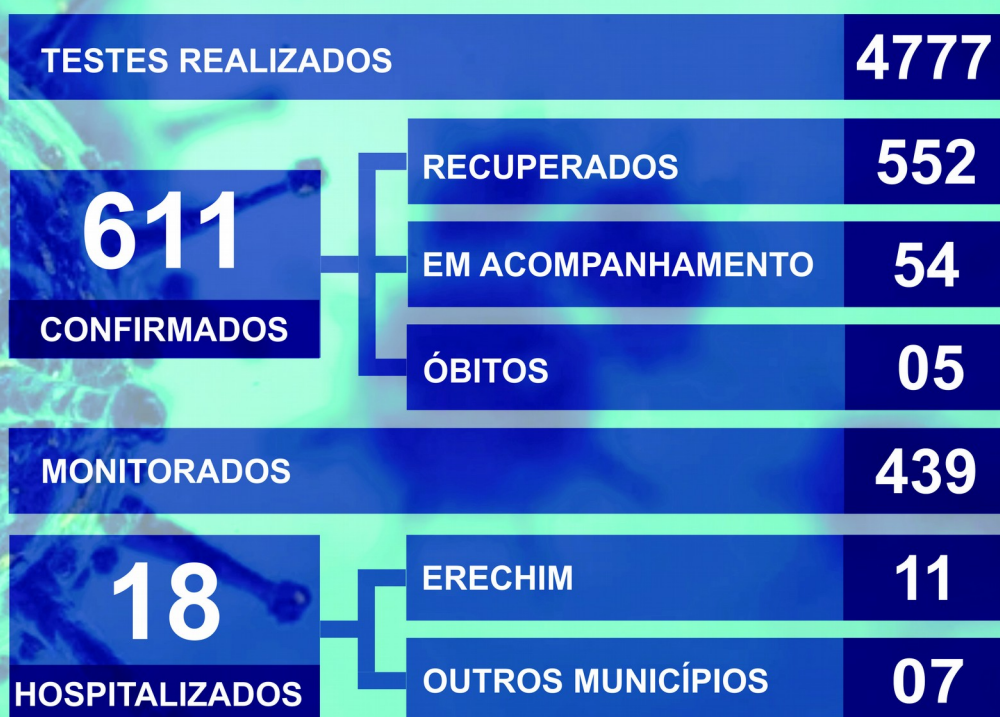 TESTES REALIZADOS 4777
611
CONFIRMADOS
RECUPERADOS 552
EM ACOMPANHAMENTO 54
ÓBITOS 05
MONITORADOS 439
18
HOSPITALIZADOS
ERECHIM 11
OUTROS MUNICÍPIOS 07